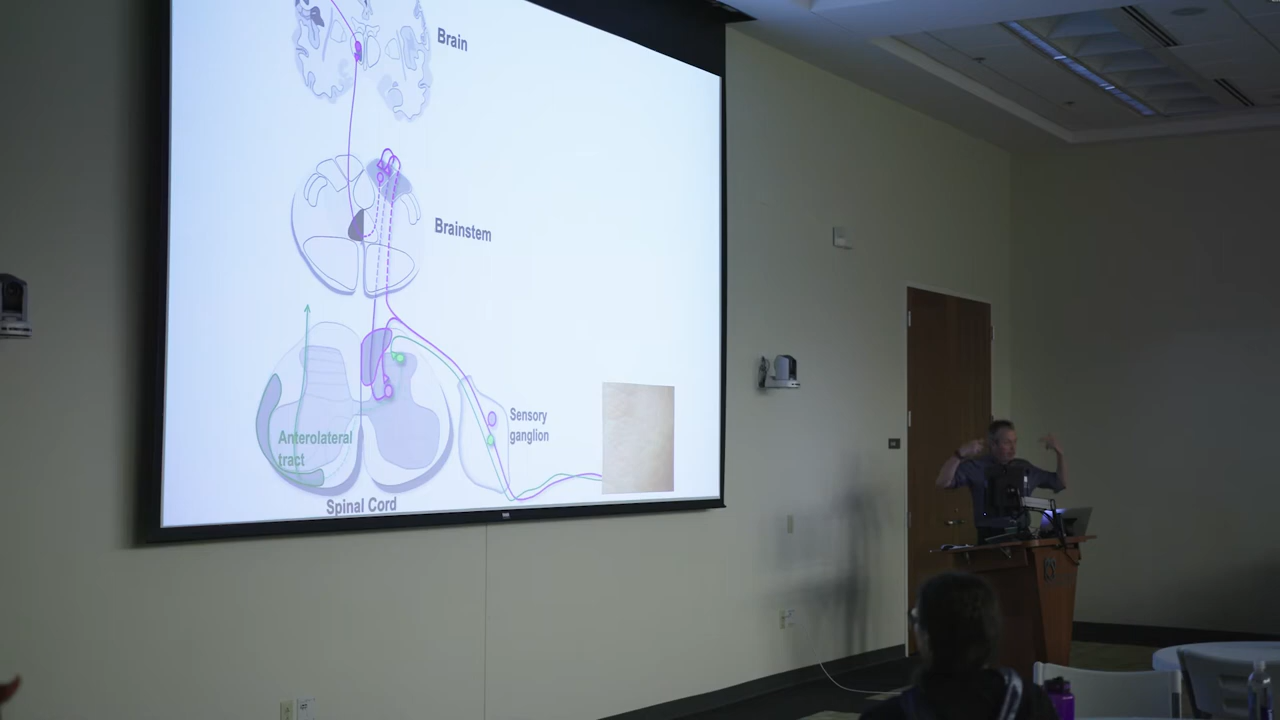 Brain
Brainstem
Sensory
ganglion
Anterolateral
tract
Spinal Cord